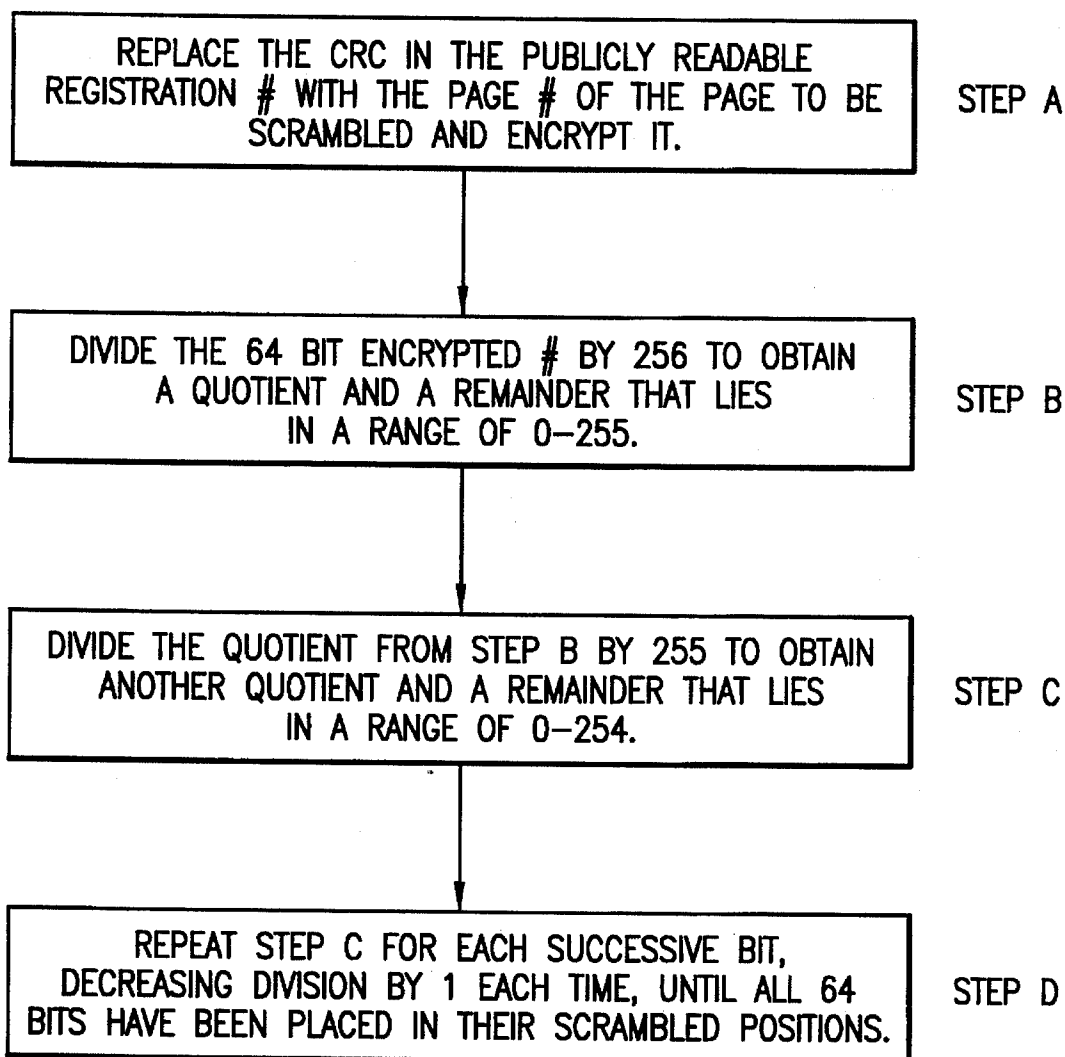 REPLACE THE CRC IN THE PUBLICLY READABLE
REGISTRATION # WITH THE PAGE # OF THE PAGE TO BE
SCRAMBLED AND ENCRYPT IT.
STEP A
DIVIDE THE 64 BIT ENCRYPTED # BY 256 TO OBTAIN
A QUOTIENT AND A REMAINDER THAT LIES
IN A RANGE OF 0-255.
STEP B
DIVIDE THE QUOTIENT FROM STEP B BY 255 TO OBTAIN
ANOTHER QUOTIENT AND A REMAINDER THAT LIES
IN A RANGE OF 0-254.
STEP C
REPEAT STEP C FOR EACH SUCCESSIVE BIT,
DECREASING DIVISION BY 1 EACH TIME, UNTIL ALL 64
BITS HAVE BEEN PLACED IN THEIR SCRAMBLED POSITIONS.
STEP D